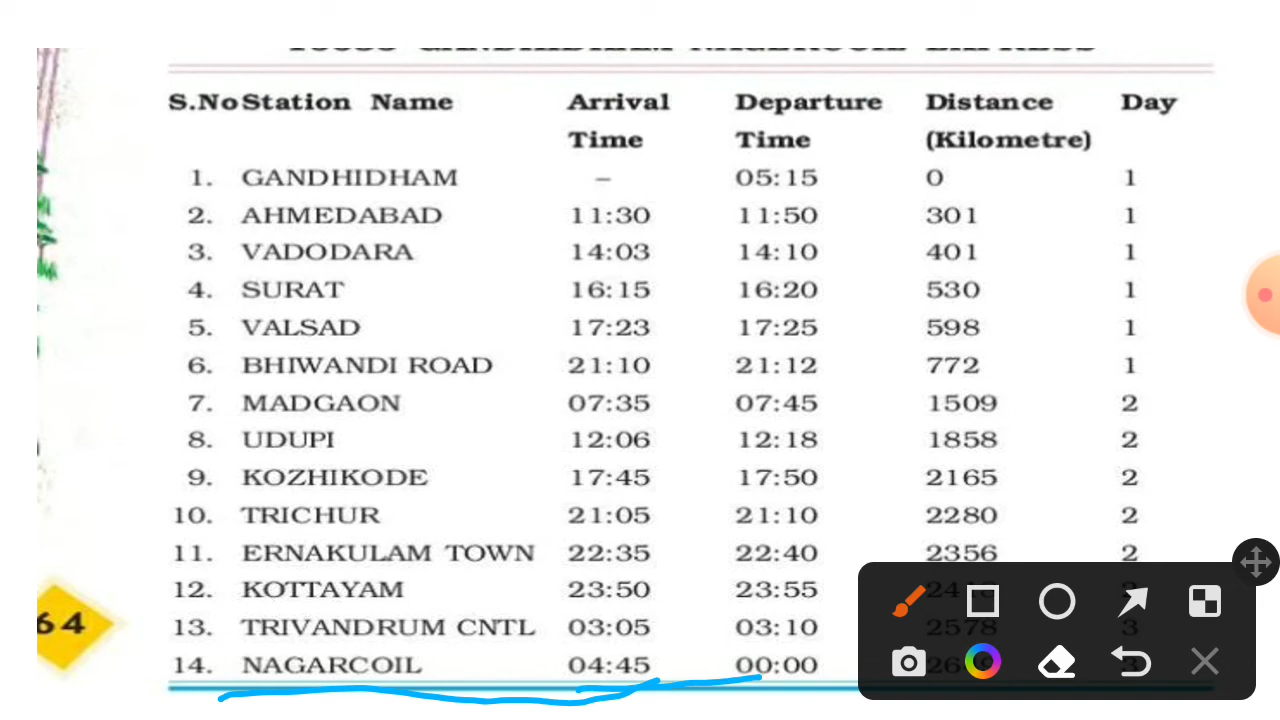 S.No Station Name Arrival Time Departure Time Distance (Kilometre) Day
1. GANDHIDHAM – 05:15 0 1
2. AHMEDABAD 11:30 11:50 301 1
3. VADODARA 14:03 14:10 401 1
4. SURAT 16:15 16:20 530 1
5. VALSAD 17:23 17:25 598 1
6. BHIWANDI ROAD 21:10 21:12 772 1
7. MADGAON 07:35 07:45 1509 2
8. UDUPI 12:06 12:18 1858 2
9. KOZHIKODE 17:45 17:50 2165 2
10. TRICHUR 21:05 21:10 2280 2
11. ERNAKULAM TOWN 22:35 22:40 2356 2
12. KOTTAYAM 23:50 23:55
13. TRIVANDRUM CNTL 03:05 03:10 2578 3
14. NAGARCOIL 04:45 00:00
64